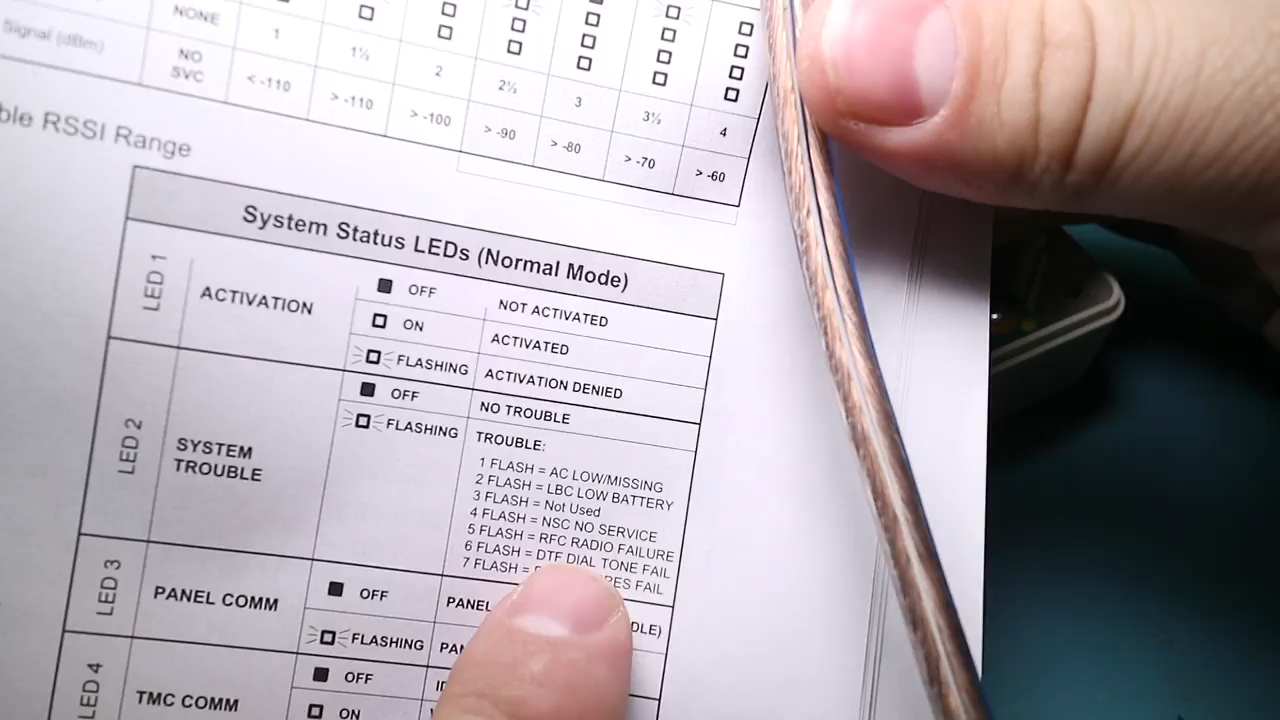 NONE
Signal (dBm)
NO SVC
1 1½ 2 2½ 3 3½ 4
< -110 > -110 > -100 > -90 > -80 > -70 > -60
RSSI Range
System Status LEDs (Normal Mode)
LED 1
ACTIVATION
OFF NOT ACTIVATED
ON ACTIVATED
FLASHING ACTIVATION DENIED
LED 2
SYSTEM
TROUBLE
OFF NO TROUBLE
FLASHING TROUBLE:
1 FLASH = AC LOW/MISSING
2 FLASH = LBC LOW BATTERY
3 FLASH = Not Used
4 FLASH = NSC NO SERVICE
5 FLASH = RFC RADIO FAILURE
6 FLASH = DTF DIAL TONE FAIL
7 FLASH = FAIL
LED 3
PANEL COMM
OFF PANEL
FLASHING
LED 4
TMC COMM
OFF
ON